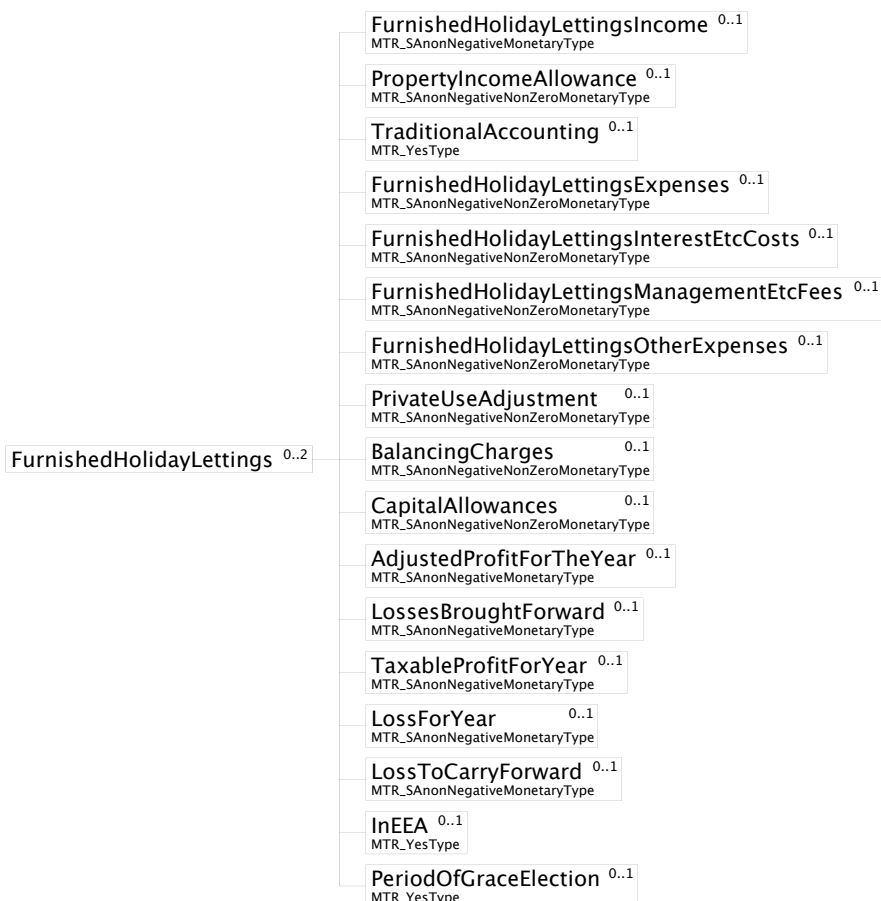 FurnishedHolidayLettingsIncome 0..1
MTR_SAnonNegativeMonetaryType
PropertyIncomeAllowance 0..1
MTR_SAnonNegativeNonZeroMonetaryType
TraditionalAccounting 0..1
MTR_YesType
FurnishedHolidayLettingsExpenses 0..1
MTR_SAnonNegativeNonZeroMonetaryType
FurnishedHolidayLettingsInterestEtcCosts 0..1
MTR_SAnonNegativeNonZeroMonetaryType
FurnishedHolidayLettingsManagementEtcFees 0..1
MTR_SAnonNegativeNonZeroMonetaryType
FurnishedHolidayLettingsOtherExpenses 0..1
MTR_SAnonNegativeNonZeroMonetaryType
PrivateUseAdjustment 0..1
MTR_SAnonNegativeNonZeroMonetaryType
FurnishedHolidayLettings 0..2
BalancingCharges 0..1
MTR_SAnonNegativeNonZeroMonetaryType
CapitalAllowances 0..1
MTR_SAnonNegativeNonZeroMonetaryType
AdjustedProfitForTheYear 0..1
MTR_SAnonNegativeMonetaryType
LossesBroughtForward 0..1
MTR_SAnonNegativeMonetaryType
TaxableProfitForYear 0..1
MTR_SAnonNegativeMonetaryType
LossForYear 0..1
MTR_SAnonNegativeMonetaryType
LossToCarryForward 0..1
MTR_SAnonNegativeMonetaryType
InEEA 0..1
MTR_YesType
PeriodOfGraceElection 0..1
MTR_YesType